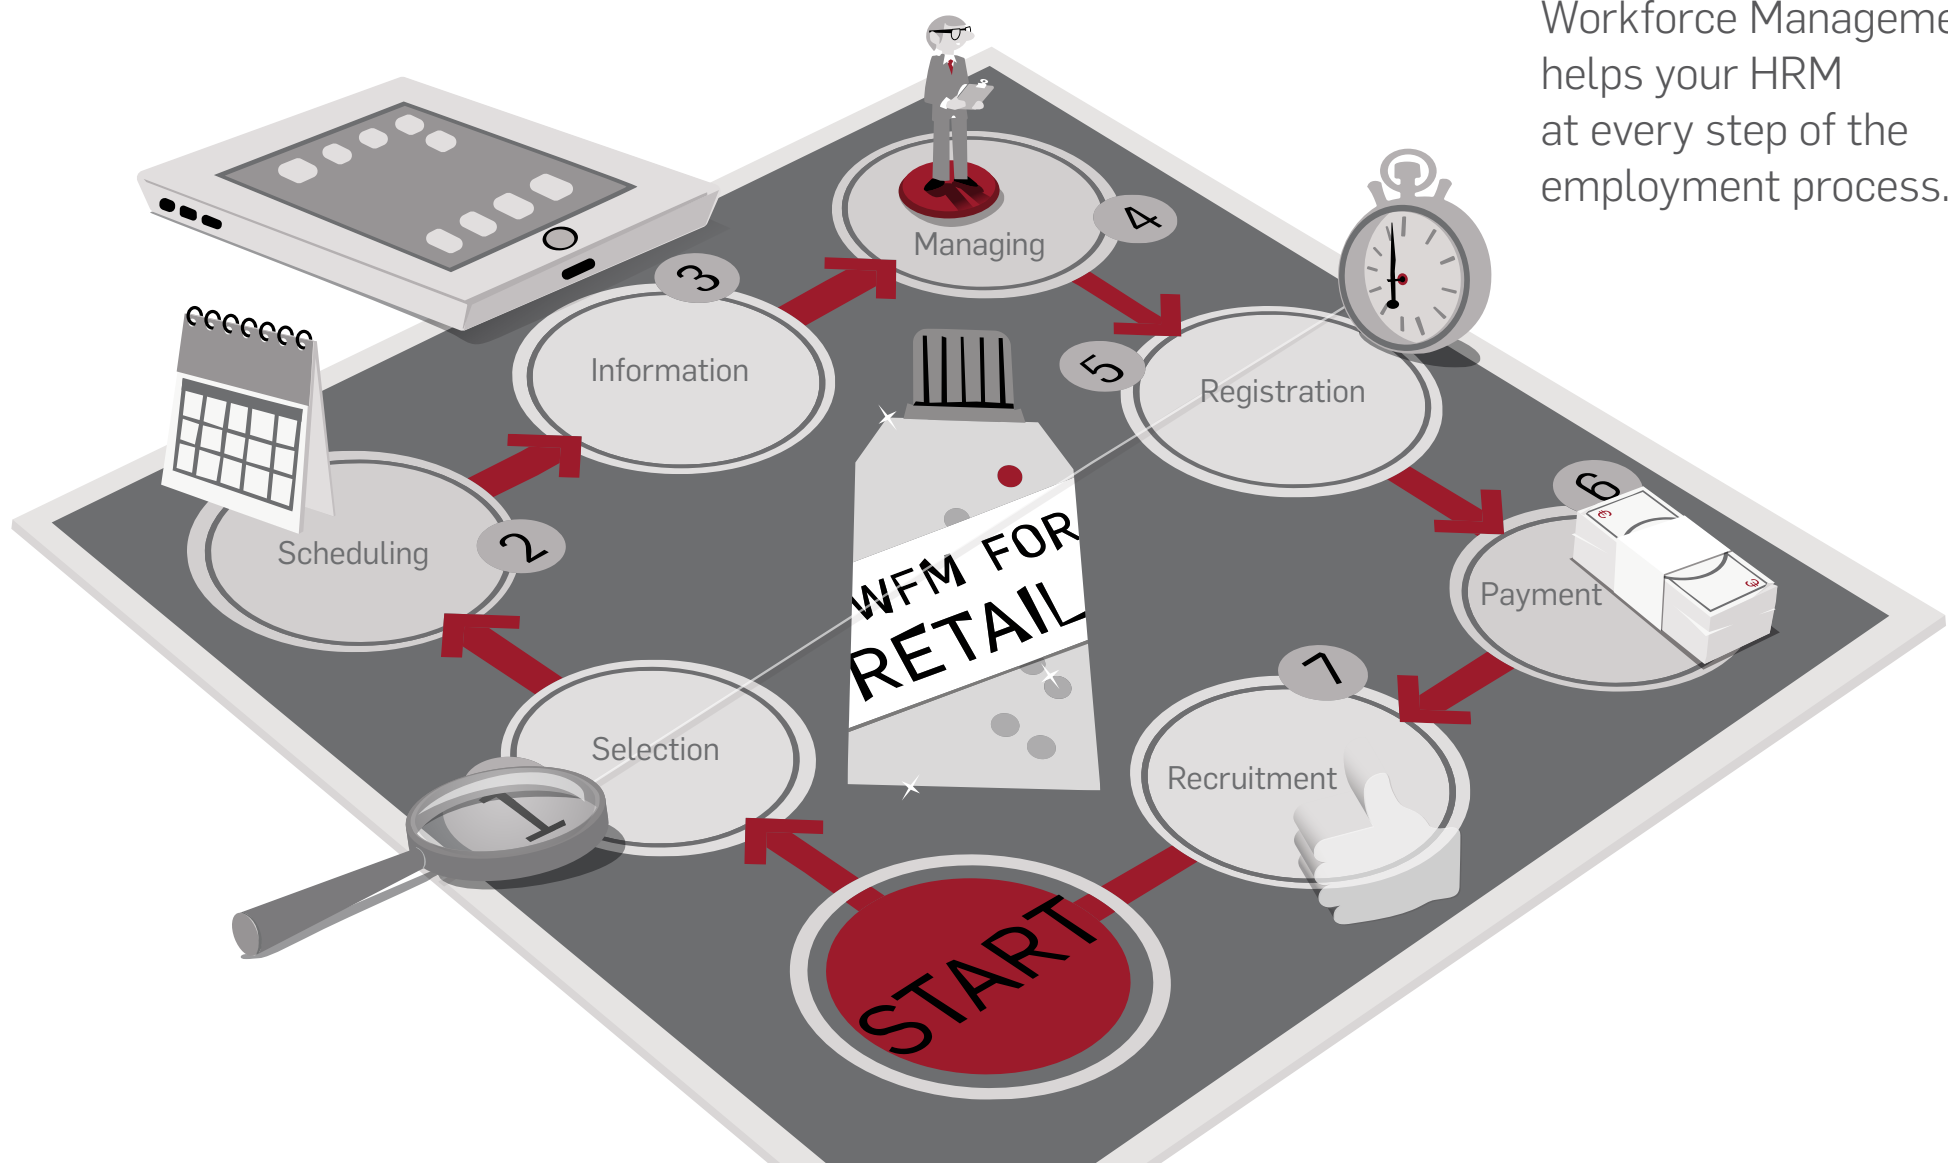 Workforce Manageme
helps your HRM
at every step of the
employment process.
4
Managing
3
Information
5
Registration
6
Payment
2
Scheduling
WFM FOR
RETAIL
7
Recruitment
Selection
1
START